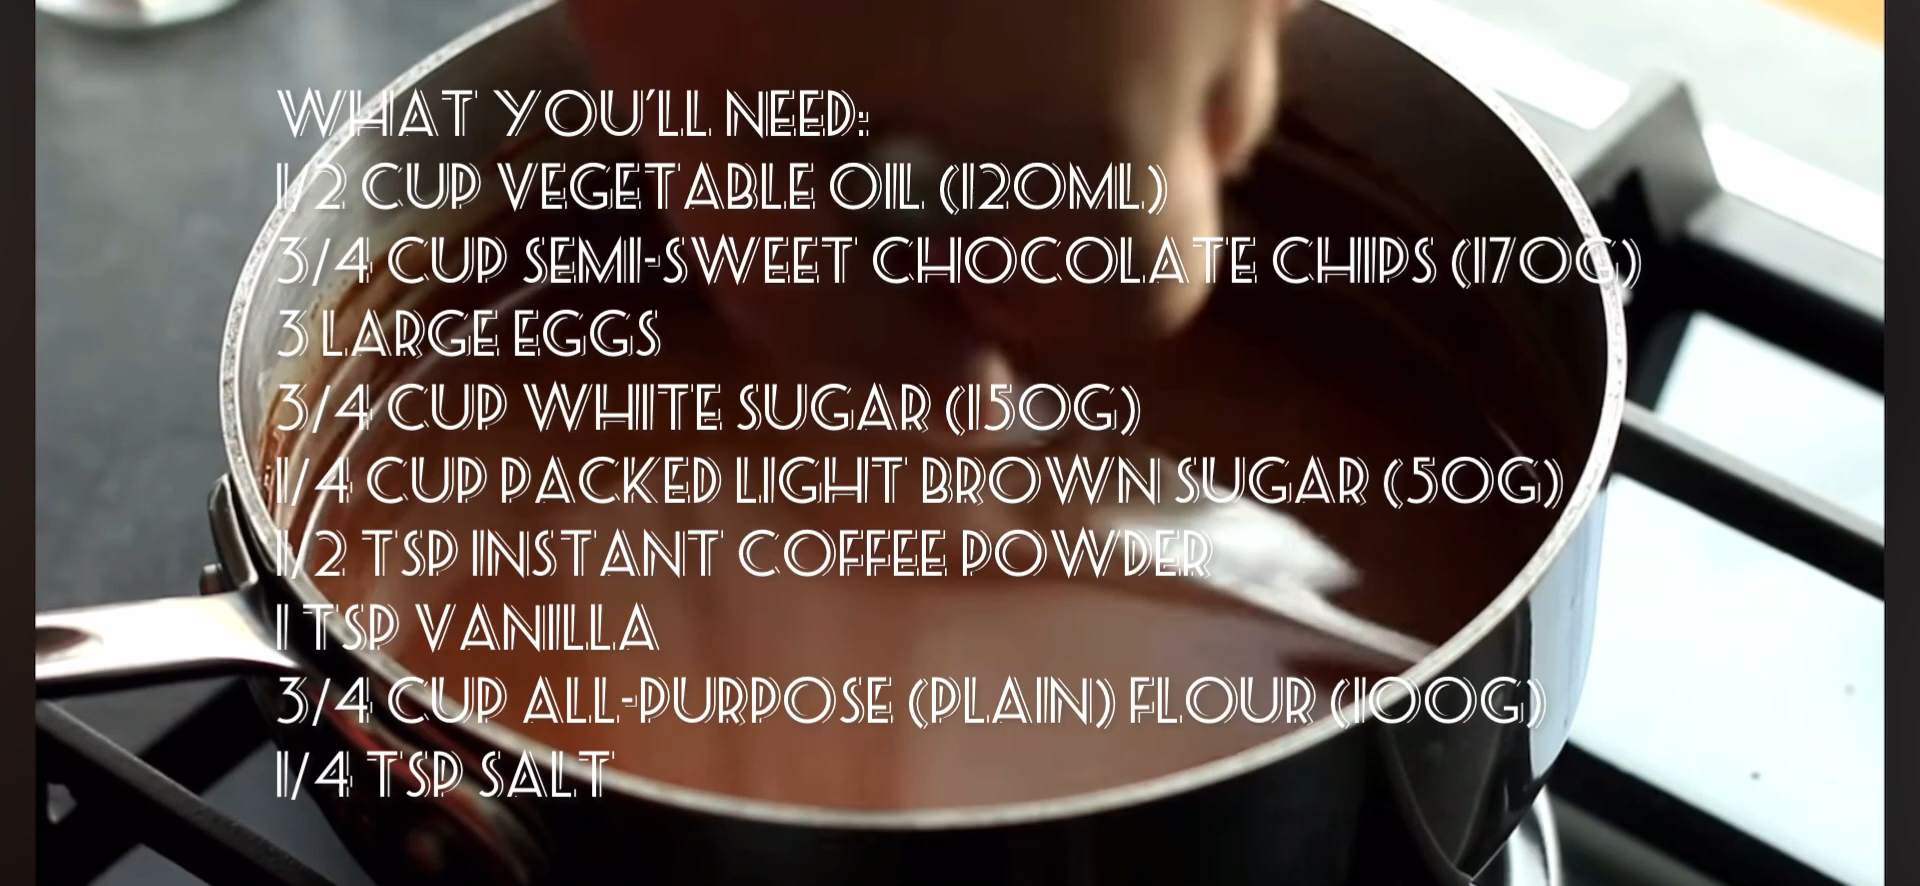 WHAT YOU'LL NEED:
1/2 CUP VEGETABLE OIL (120ML)
3/4 CUP SEMI-SWEET CHOCOLATE CHIPS (170G)
3 LARGE EGGS
3/4 CUP WHITE SUGAR (150G)
1/4 CUP PACKED LIGHT BROWN SUGAR (50G)
1/2 TSP INSTANT COFFEE POWDER
1 TSP VANILLA
3/4 CUP ALL-PURPOSE (PLAIN) FLOUR (100G)
1/4 TSP SALT